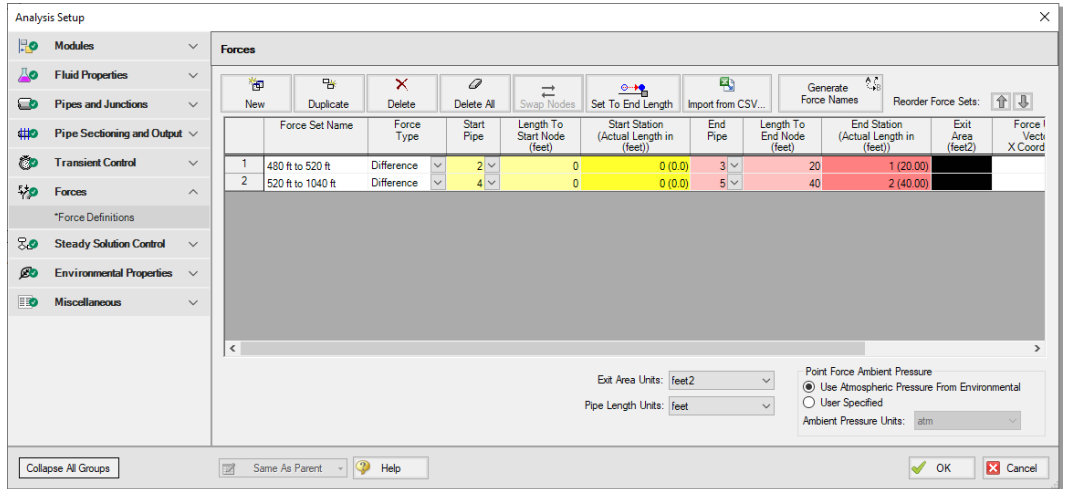 Analysis Setup
Modules
Fluid Properties
Pipes and Junctions
Pipe Sectioning and Output
Transient Control
Forces
*Force Definitions
Steady Solution Control
Environmental Properties
Miscellaneous
Collapse All Groups
Forces
New
Duplicate
Delete
Delete All
Swap Nodes
Set To End Length
Import from CSV...
Generate
Force Names
Reorder Force Sets:
Force Set Name
Force
Type
Start
Pipe
Length To
Start Node
(feet)
Start Station
(Actual Length in
(feet))
End
Pipe
Length To
End Node
(feet)
End Station
(Actual Length in
(feet))
Exit
Area
(feet2)
Force
Vect
X Coord
1 480 ft to 520 ft Difference 2 0 0 (0.0) 3 20 1 (20.00)
2 520 ft to 1040 ft Difference 4 0 0 (0.0) 5 40 2 (40.00)
Exit Area Units: feet2
Pipe Length Units: feet
Point Force Ambient Pressure
Use Atmospheric Pressure From Environmental
User Specified
Ambient Pressure Units: atm
Same As Parent
Help
OK
Cancel